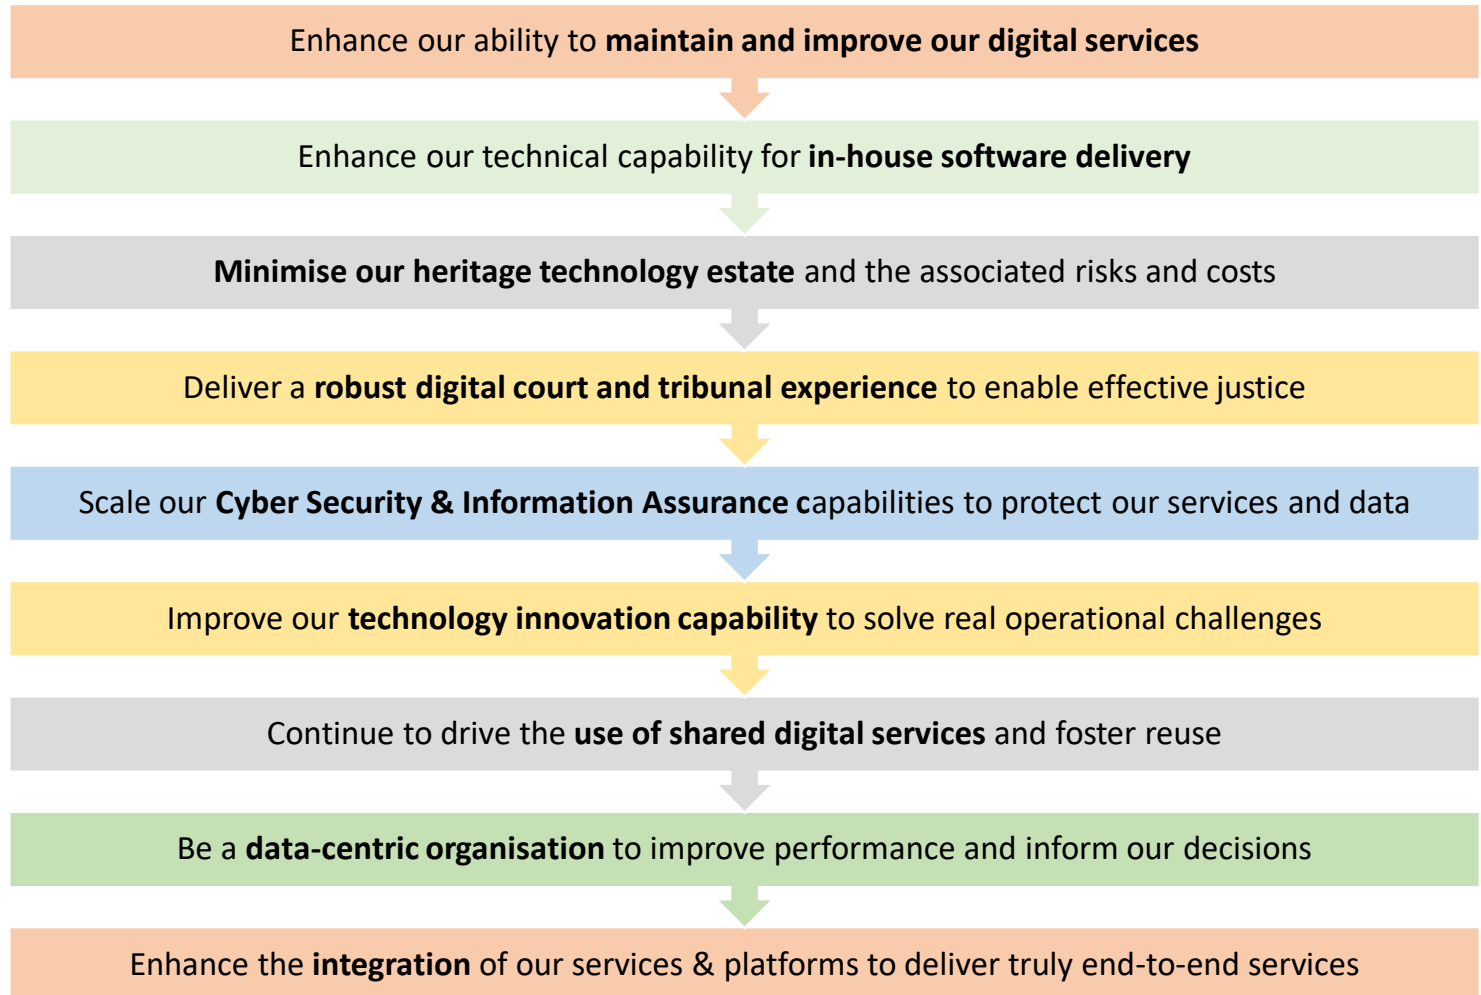 Enhance our ability to maintain and improve our digital services
Enhance our technical capability for in-house software delivery
Minimise our heritage technology estate and the associated risks and costs
Deliver a robust digital court and tribunal experience to enable effective justice
Scale our Cyber Security & Information Assurance capabilities to protect our services and data
Improve our technology innovation capability to solve real operational challenges
Continue to drive the use of shared digital services and foster reuse
Be a data-centric organisation to improve performance and inform our decisions
Enhance the integration of our services & platforms to deliver truly end-to-end services